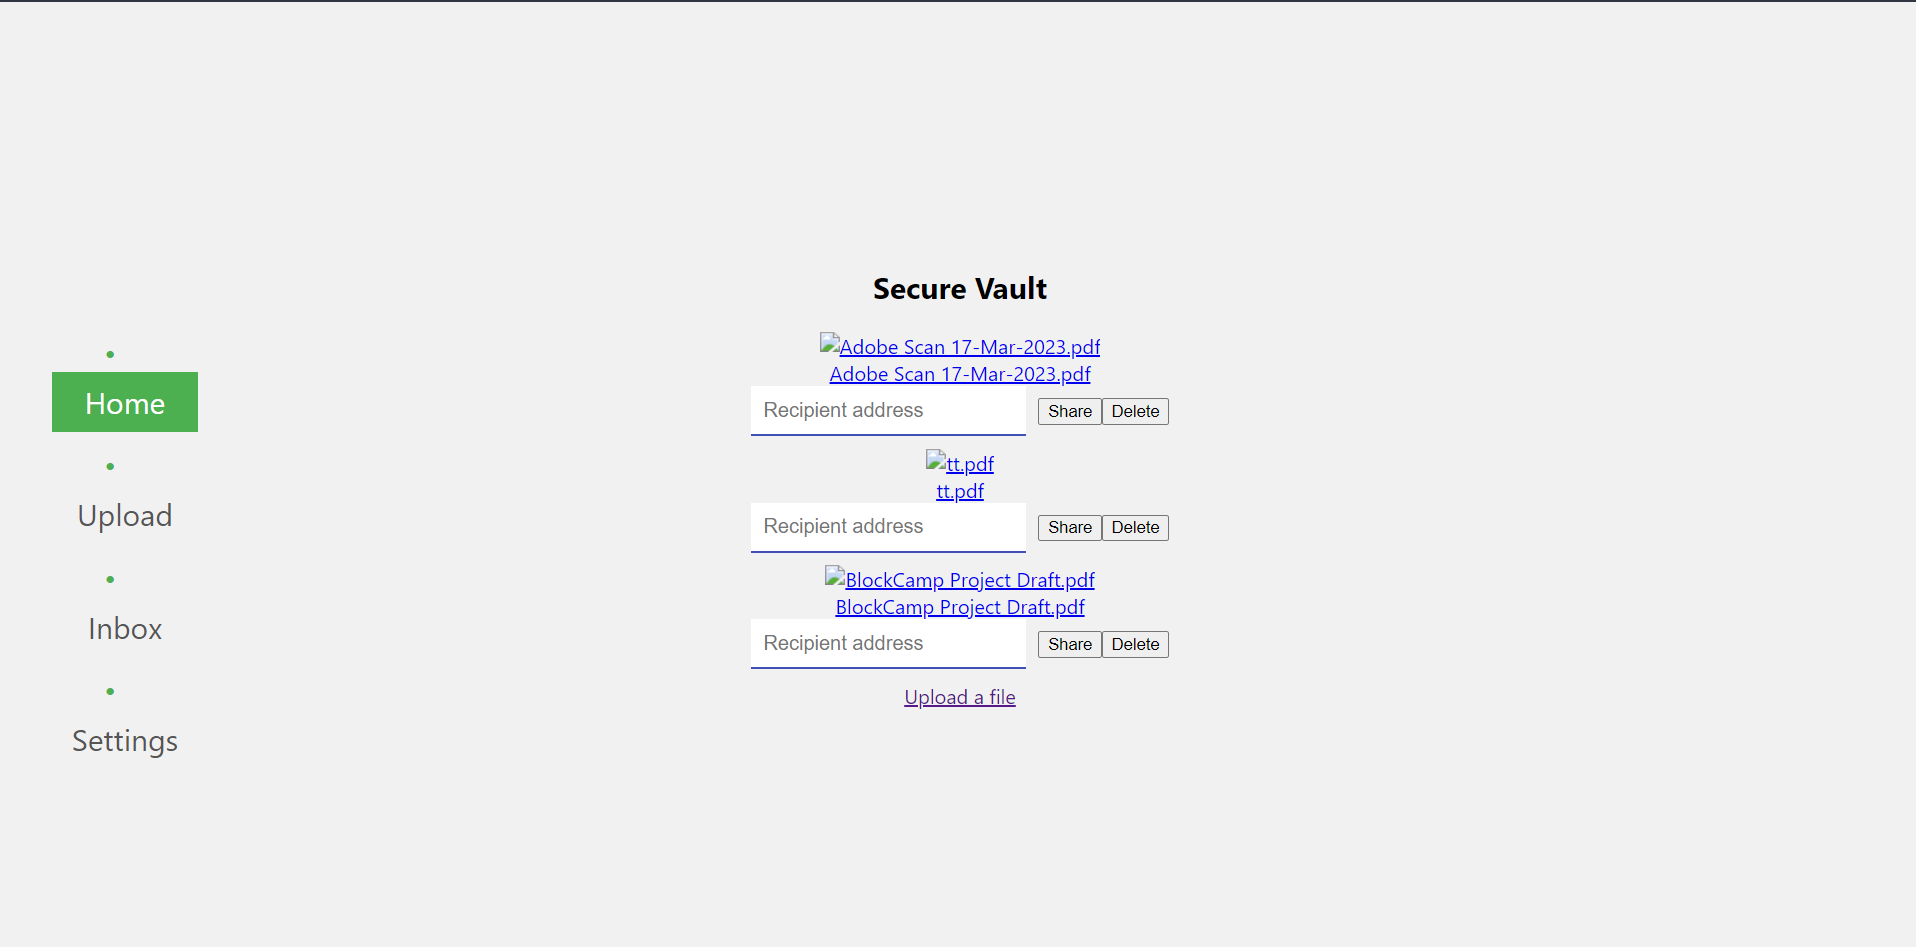 Home
Upload
Inbox
Settings
Secure Vault
Adobe Scan 17-Mar-2023.pdf
Adobe Scan 17-Mar-2023.pdf
Recipient address Share Delete
tt.pdf
tt.pdf
Recipient address Share Delete
BlockCamp Project Draft.pdf
BlockCamp Project Draft.pdf
Recipient address Share Delete
Upload a file